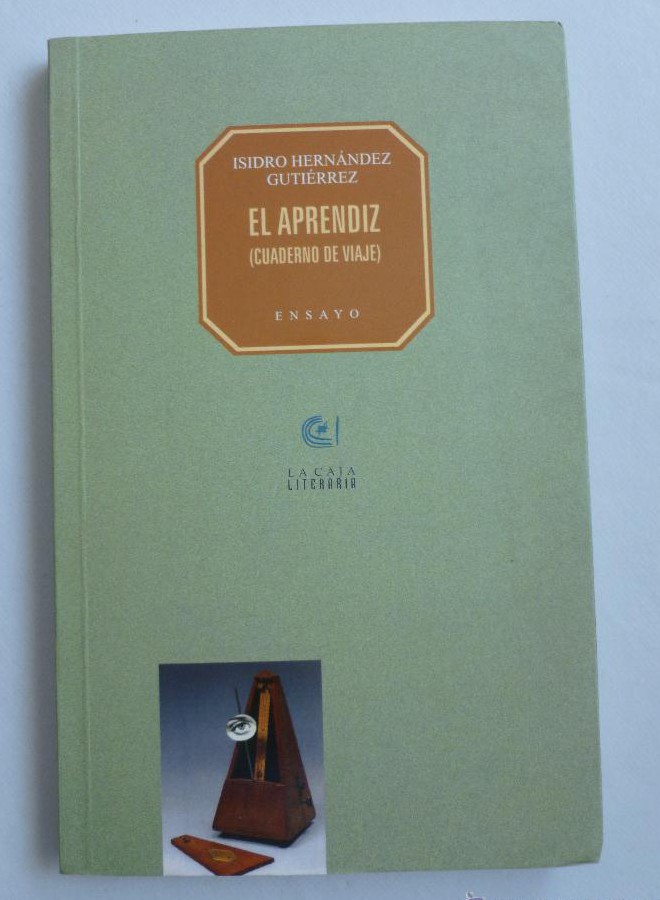 ISIDRO HERNÁNDEZ
GUTIÉRREZ
EL APRENDIZ
(CUADERNO DE VIAJE)
ENSAYO
LA CAJA
LITERARIA